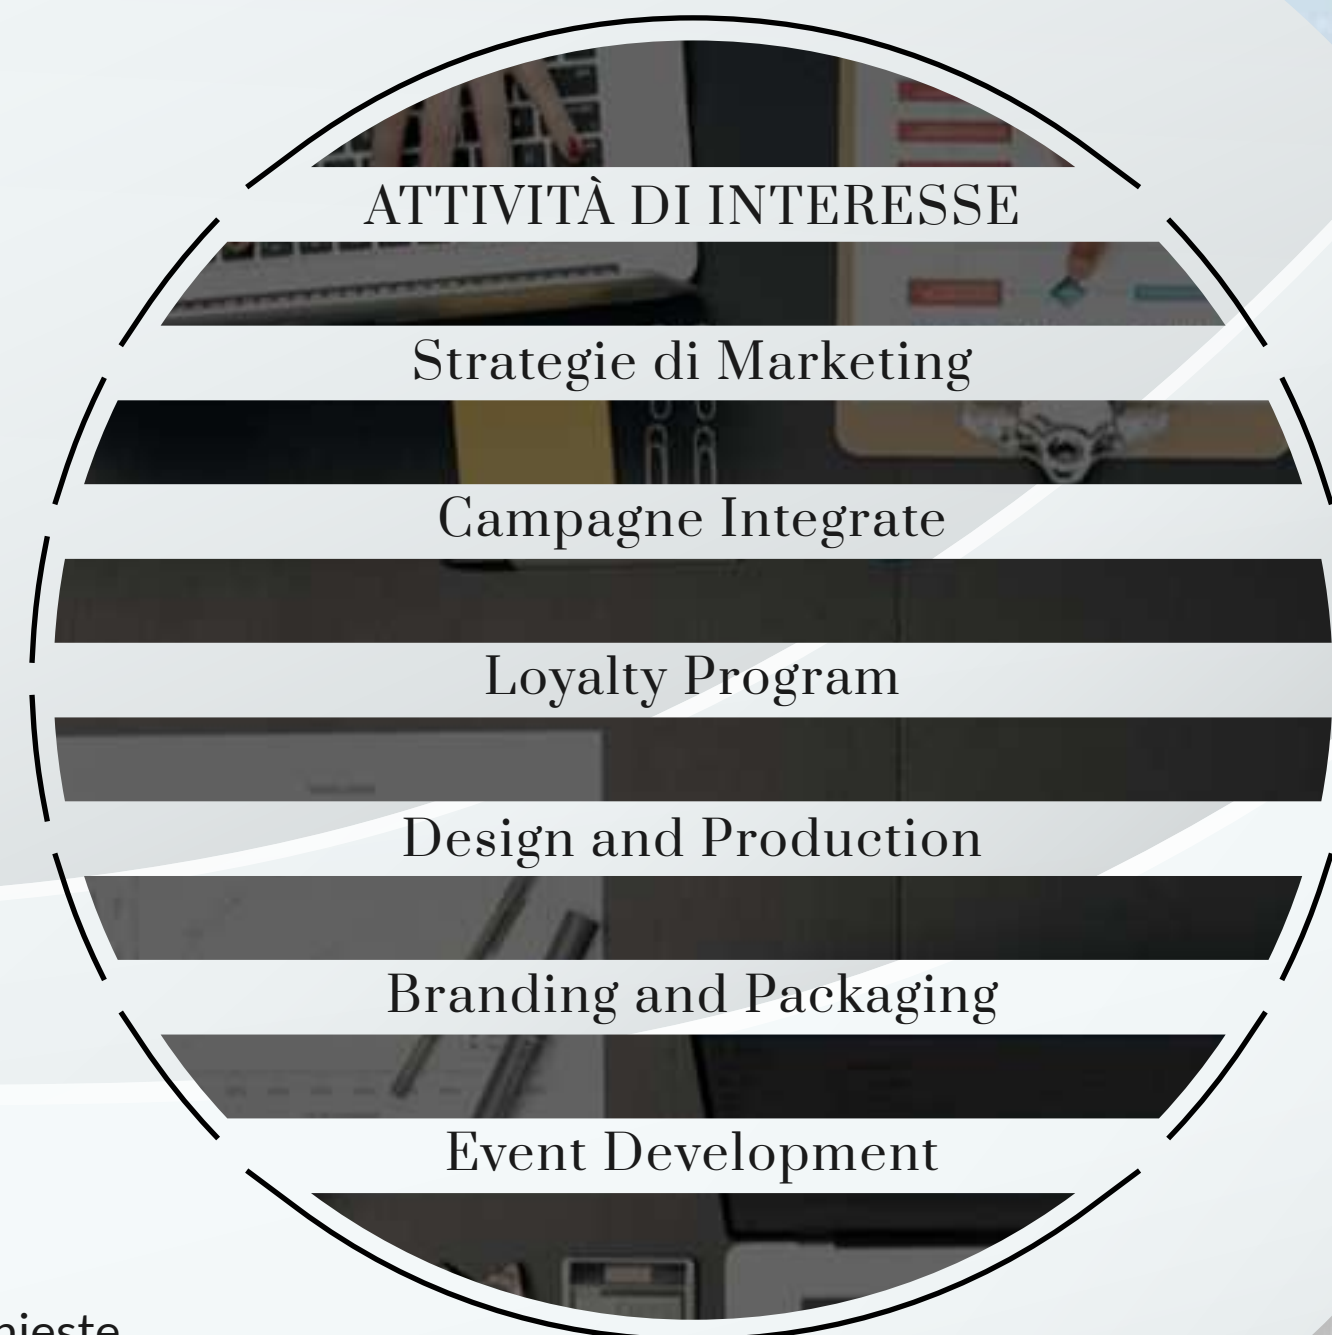 ATTIVITÀ DI INTERESSE
Strategie di Marketing
Campagne Integrate
Loyalty Program
Design and Production
Branding and Packaging
Event Development